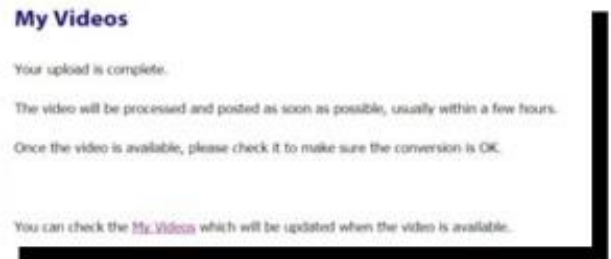 My Videos
Your upload is complete.
The video will be processed and posted as soon as possible, usually within a few hours.
Once the video is available, please check it to make sure the conversion is OK.
You can check the My Videos which will be updated when the video is available.